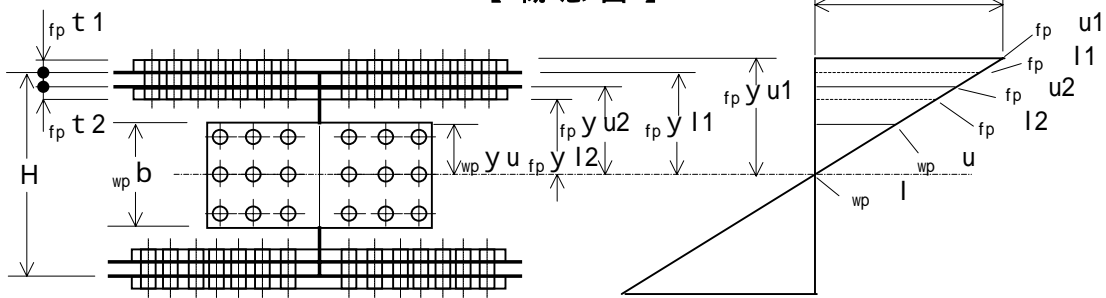 【 概 念 図 】
fp t 1
fp t 2
H
wp b
fp y u1
fp y l1
fp y u2
fp y l2
wp y u
fp u1
fp l1
fp u2
fp l2
wp u
wp l